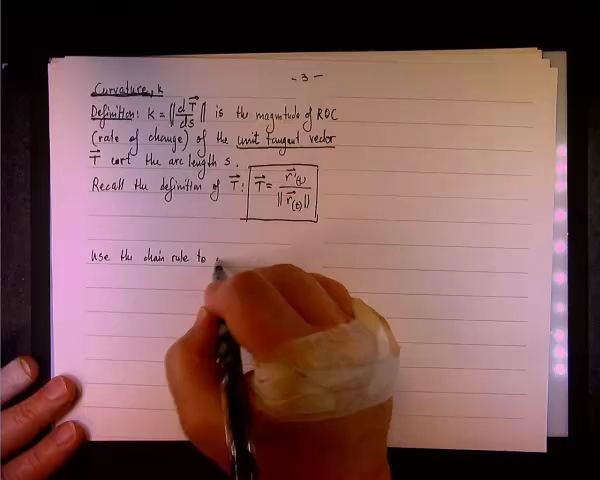 - 3 -
Curvature, k
Definition: K = || dT⃗/ds || is the magnitude of ROC
(rate of change) of the unit tangent vector
T⃗ wrt the arc length s.
Recall the definition of T⃗ : T⃗ = r⃗'(t) / || r⃗(t) ||
Use the chain rule to